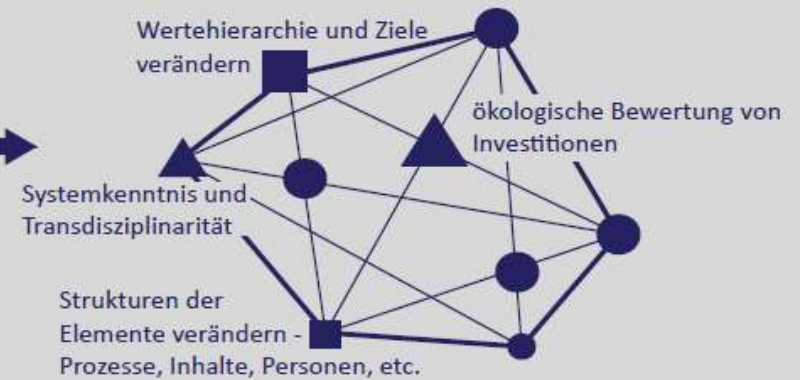 Wertehierarchie und Ziele
verändern
ökologische Bewertung von
Investitionen
Systemkenntnis und
Transdisziplinarität
Strukturen der
Elemente verändern -
Prozesse, Inhalte, Personen, etc.